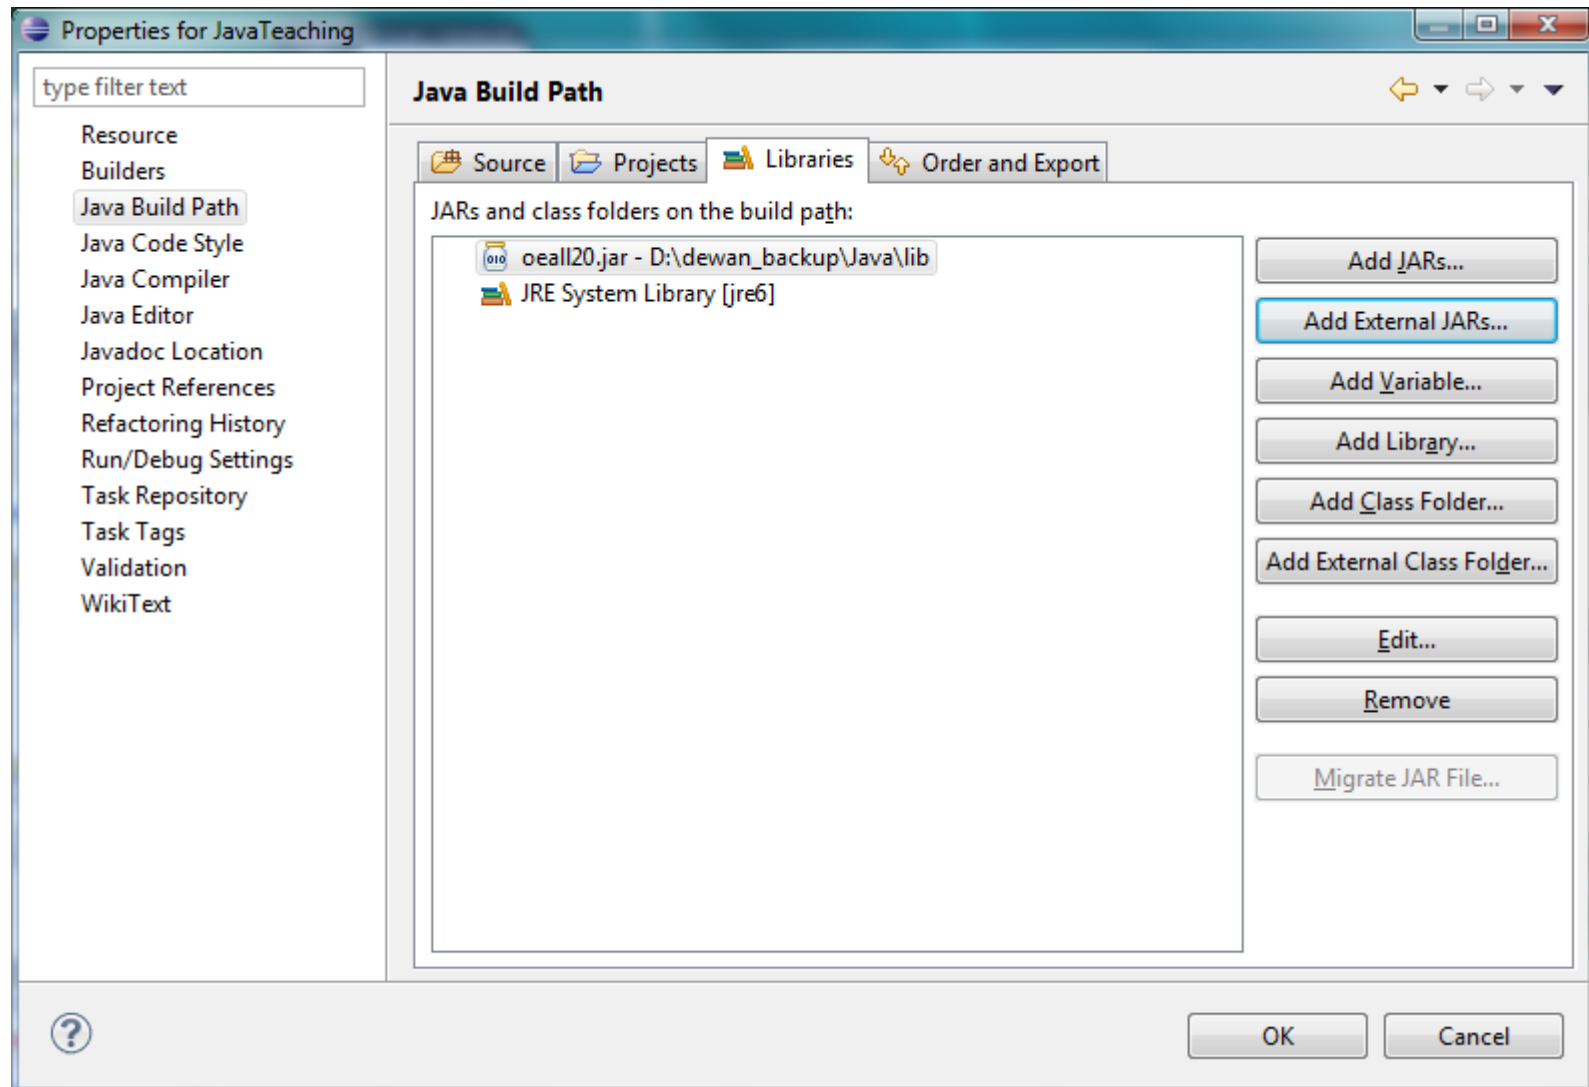 Properties for JavaTeaching
type filter text
Resource
Builders
Java Build Path
Java Code Style
Java Compiler
Java Editor
Javadoc Location
Project References
Refactoring History
Run/Debug Settings
Task Repository
Task Tags
Validation
WikiText
Java Build Path
Source Projects Libraries Order and Export
JARs and class folders on the build path:
oeall20.jar - D:\dewan_backup\Java\lib
JRE System Library [jre6]
Add JARs...
Add External JARs...
Add Variable...
Add Library...
Add Class Folder...
Add External Class Folder...
Edit...
Remove
Migrate JAR File...
OK Cancel